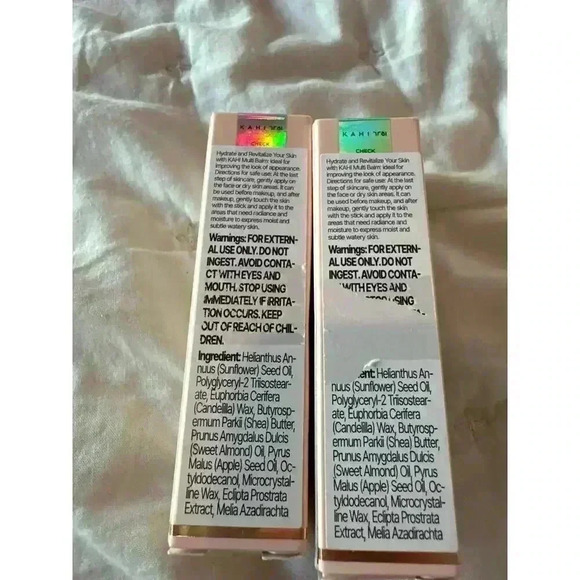 KAHI
CHECK
Hydrate and Revitalize Your Skin
with KAHI Multi Balm: Ideal for
improving the look of appearance.
Directions for safe use: At the last
step of skincare, gently apply on
the face or dry skin areas. It can
be used before makeup, and after
makeup, gently touch the skin
with the stick and apply it to the
areas that need radiance and
moisture to express moist and
subtle watery skin.
Warnings: FOR EXTERN-
AL USE ONLY. DO NOT
INGEST. AVOID CONTA-
CT WITH EYES AND
MOUTH. STOP USING
IMMEDIATELY IF IRRITA-
TION OCCURS. KEEP
OUT OF REACH OF CHIL-
DREN.
Ingredient: Helianthus An-
nuus (Sunflower) Seed Oil,
Polyglyceryl-2 Triisostear-
ate, Euphorbia Cerifera
(Candelilla) Wax, Butyrosp-
ermum Parkii (Shea) Butter,
Prunus Amygdalus Dulcis
(Sweet Almond) Oil, Pyrus
Malus (Apple) Seed Oil, Oc-
tyldodecanol, Microcrystal-
line Wax, Eclipta Prostrata
Extract, Melia Azadirachta
KAHI
CHECK
Hydrate and Revitalize Your Skin
with KAHI Multi Balm: Ideal for
improving the look of appearance.
Directions for safe use: At the last
step of skincare, gently apply on
the face or dry skin areas. It can
be used before makeup, and after
makeup, gently touch the skin
with the stick and apply it to the
areas that need radiance and
moisture to express moist and
subtle watery skin.
Warnings: FOR EXTERN-
AL USE ONLY. DO NOT
INGEST. AVOID CONTA-
WITH EYES AND
STOP USING
Helianthus An-
nuus (Sunflower) Seed Oil,
Polyglyceryl-2 Triisostear-
ate, Euphorbia Cerifera
(Candelilla) Wax, Butyrosp-
ermum Parkii (Shea) Butter,
Prunus Amygdalus Dulcis
(Sweet Almond) Oil, Pyrus
Malus (Apple) Seed Oil, Oc-
tyldodecanol, Microcrystal-
line Wax, Eclipta Prostrata
Extract, Melia Azadirachta